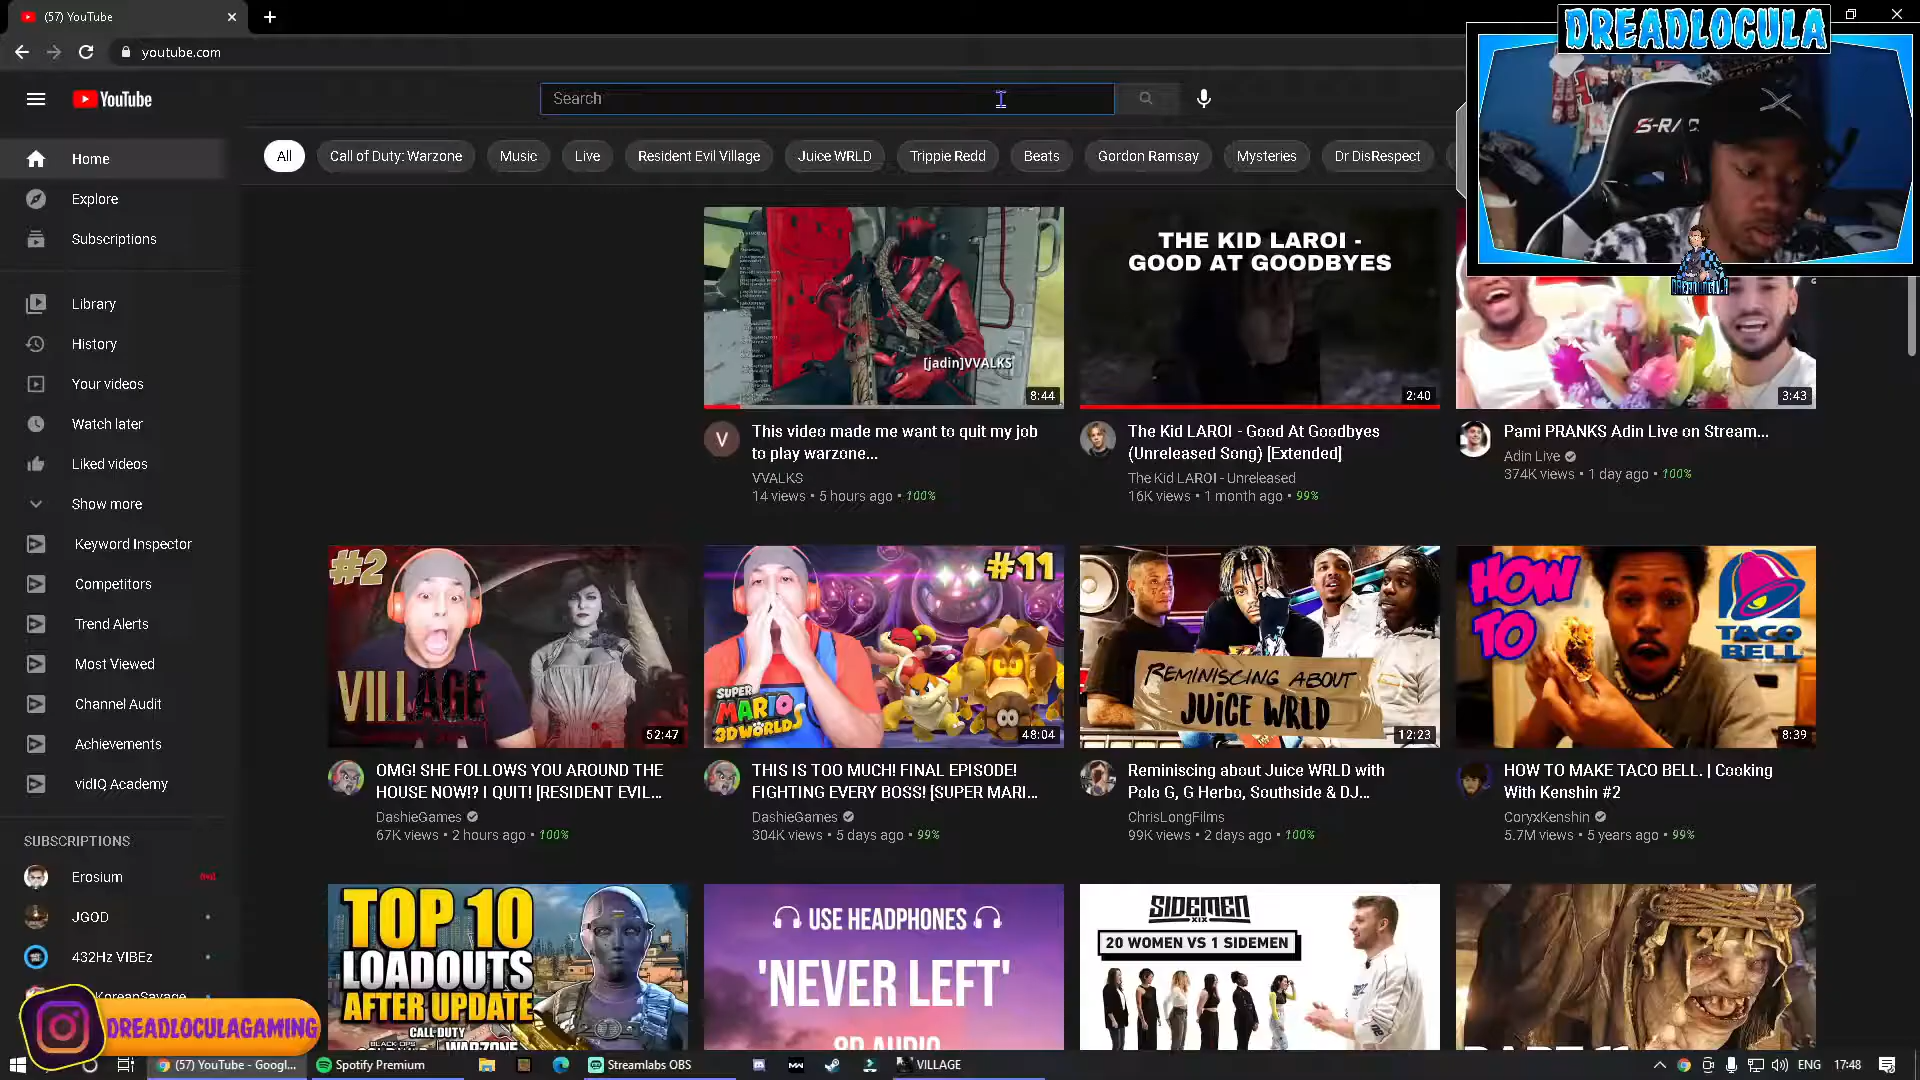 (57) YouTube
DREADLOCULA
youtube.com
YouTube
Search
S-RAC
All
Call of Duty: Warzone
Music
Live
Resident Evil Village
Juice WRLD
Trippie Redd
Beats
Gordon Ramsay
Mysteries
Dr DisRespect
Home
Explore
Subscriptions
Library
History
Your videos
Watch later
Liked videos
Show more
Keyword Inspector
Competitors
Trend Alerts
Most Viewed
Channel Audit
Achievements
vidIQ Academy
SUBSCRIPTIONS
Erosium
JGOD
432Hz VIBEz
KoreanSavage
DREADLOCULAGAMING
[jadin]VVALKS
8:44
V
This video made me want to quit my job
to play warzone...
VVALKS
14 views • 5 hours ago • 100%
THE KID LAROI -
GOOD AT GOODBYES
2:40
The Kid LAROI - Good At Goodbyes
(Unreleased Song) [Extended]
The Kid LAROI - Unreleased
16K views • 1 month ago • 99%
3:43
Pami PRANKS Adin Live on Stream...
Adin Live
374K views • 1 day ago • 100%
#2
VILLAGE
52:47
OMG! SHE FOLLOWS YOU AROUND THE
HOUSE NOW!? I QUIT! [RESIDENT EVIL...
DashieGames
67K views • 2 hours ago • 100%
#11
SUPER
MARIO
3D WORLD
48:04
THIS IS TOO MUCH! FINAL EPISODE!
FIGHTING EVERY BOSS! [SUPER MARI...
DashieGames
304K views • 5 days ago • 99%
REMINISCING ABOUT
JUICE WRLD
12:23
Reminiscing about Juice WRLD with
Polo G, G Herbo, Southside & DJ...
ChrisLongFilms
99K views • 2 days ago • 100%
HOW
TO
TACO
BELL
8:39
HOW TO MAKE TACO BELL. | Cooking
With Kenshin #2
CoryxKenshin
5.7M views • 5 years ago • 99%
TOP 10
LOADOUTS
AFTER UPDATE
CALL DUTY
BLACK OPS
WARZONE
USE HEADPHONES
'NEVER LEFT'
8D AUDIO
SIDEMEN
XIX
20 WOMEN VS 1 SIDEMEN
(57) YouTube - Googl...
Spotify Premium
Streamlabs OBS
VILLAGE
ENG
17:48